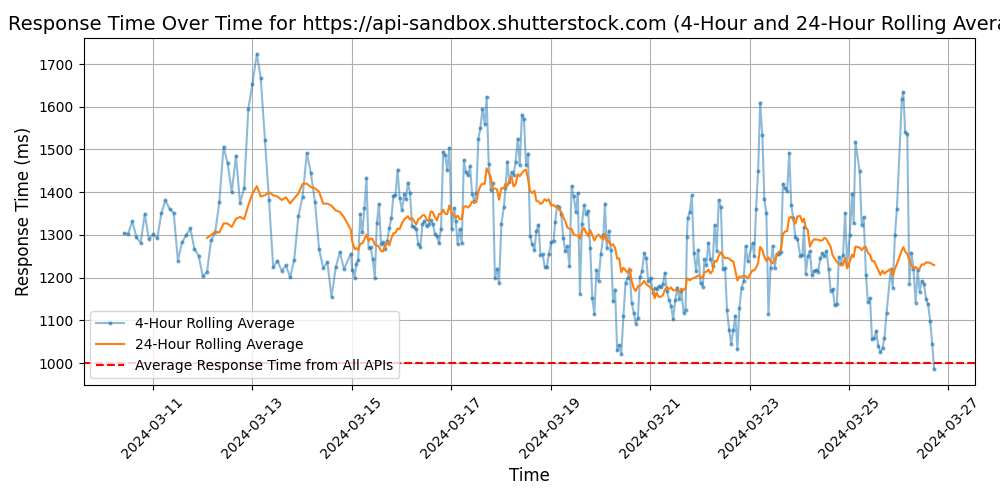 Response Time Over Time for https://api-sandbox.shutterstock.com (4-Hour and 24-Hour Rolling Avera
Response Time (ms)
1700
1600
1500
1400
1300
1200
1100
1000
4-Hour Rolling Average
24-Hour Rolling Average
Average Response Time from All APIs
2024-03-11
2024-03-13
2024-03-15
2024-03-17
2024-03-19
2024-03-21
2024-03-23
2024-03-25
2024-03-27
Time